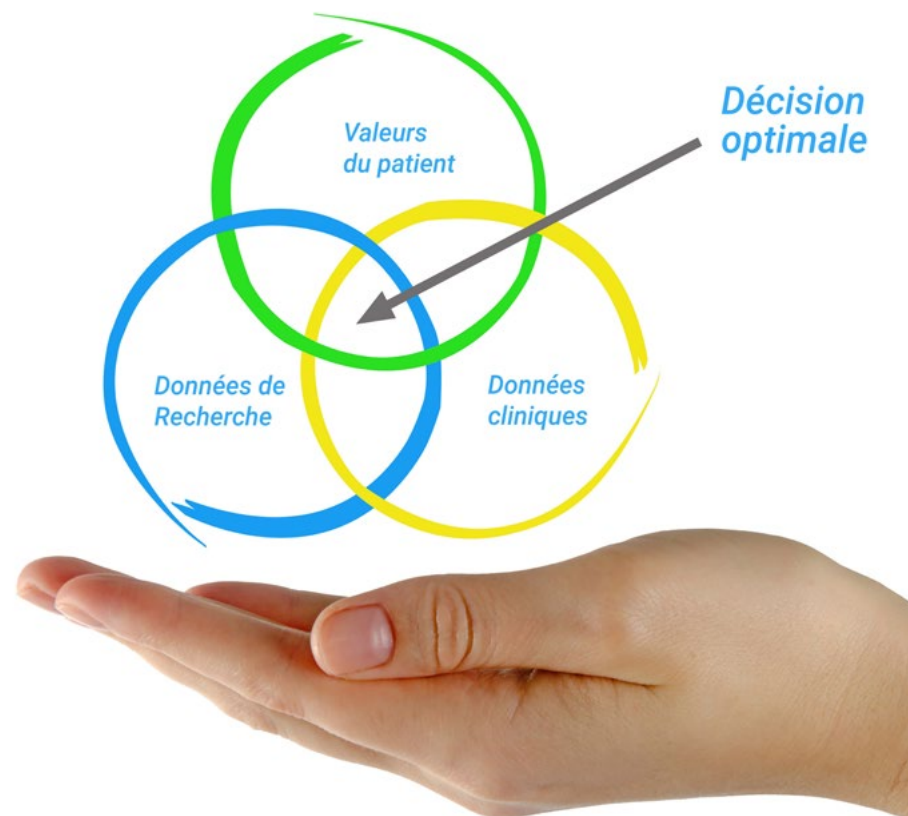 Valeurs
du patient
Décision
optimale
Données de
Recherche
Données
cliniques